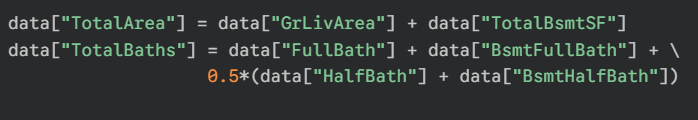 data["TotalArea"] = data["GrLivArea"] + data["TotalBsmtSF"]
data["TotalBaths"] = data["FullBath"] + data["BsmtFullBath"] + \
                     0.5*(data["HalfBath"] + data["BsmtHalfBath"])